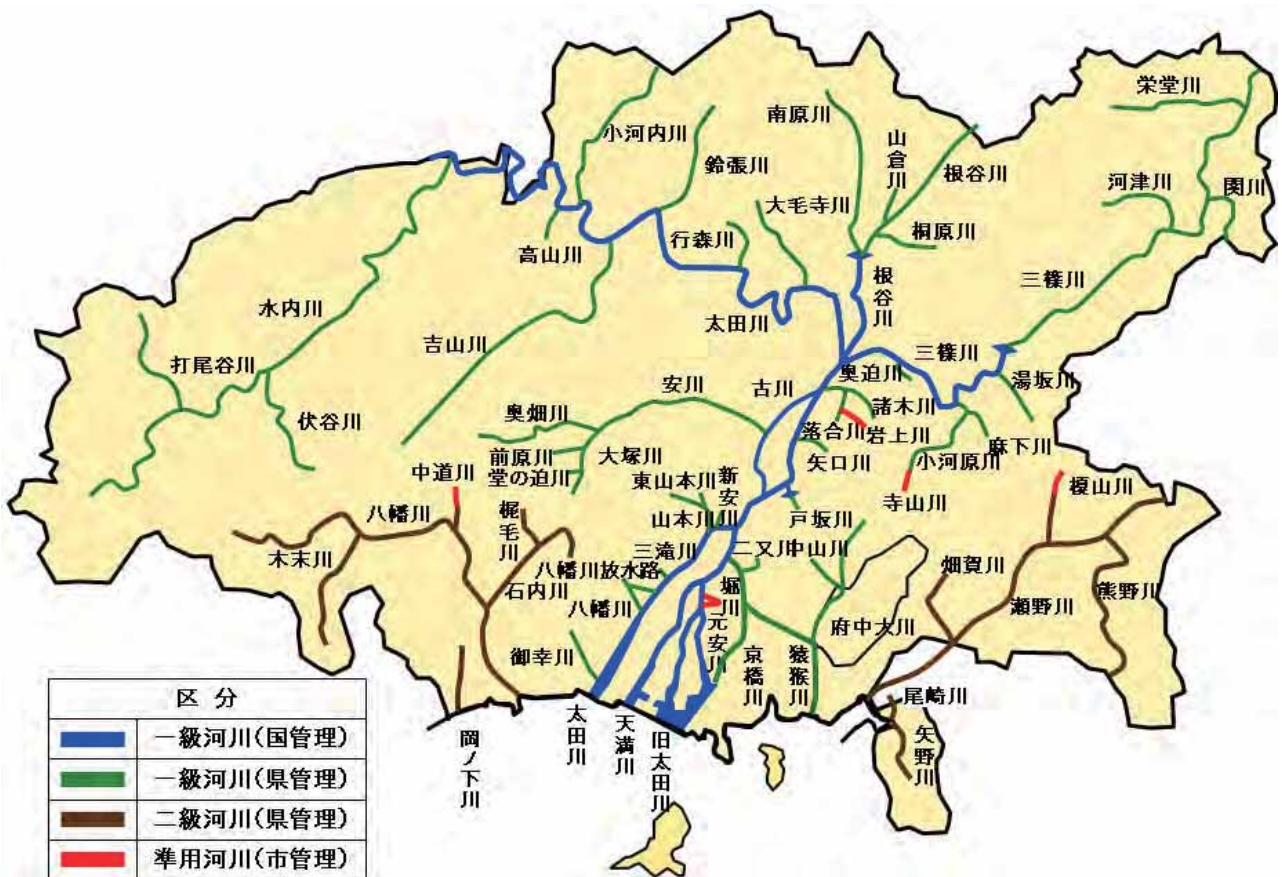 栄堂川
小河内川
南原川
山倉川
根谷川
鈴張川
河津川
関川
大毛寺川
行森川
桐原川
高山川
根谷川
三篠川
水内川
太田川
吉山川
三篠川
打尾谷川
奥迫川
湯坂川
安川
古川
諸木川
奥畑川
伏谷川
落合川
岩上川
麻下川
前原川
大塚川
矢口川
小河原川
中道川
堂の迫川
東山本川
新安川
榎山川
寺山川
八幡川
梶毛川
山本川
戸坂川
木末川
三滝川
二又川
中山川
畑賀川
八幡川放水路
石内川
堀川
熊野川
八幡川
瀬野川
元安川
府中大川
御幸川
京橋川
猿猴川
尾崎川
太田川
天満川
旧太田川
岡ノ下川
矢野川
区 分
一級河川(国管理)
一級河川(県管理)
二級河川(県管理)
準用河川(市管理)